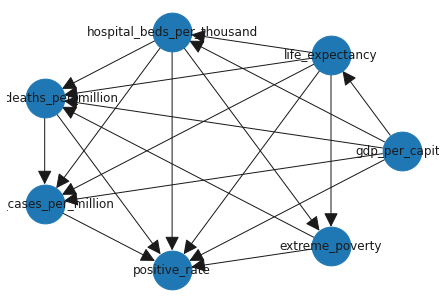 hospital_beds_per_thousand
life_expectancy
deaths_per_million
gdp_per_capit
_cases_per_million
extreme_poverty
positive_rate